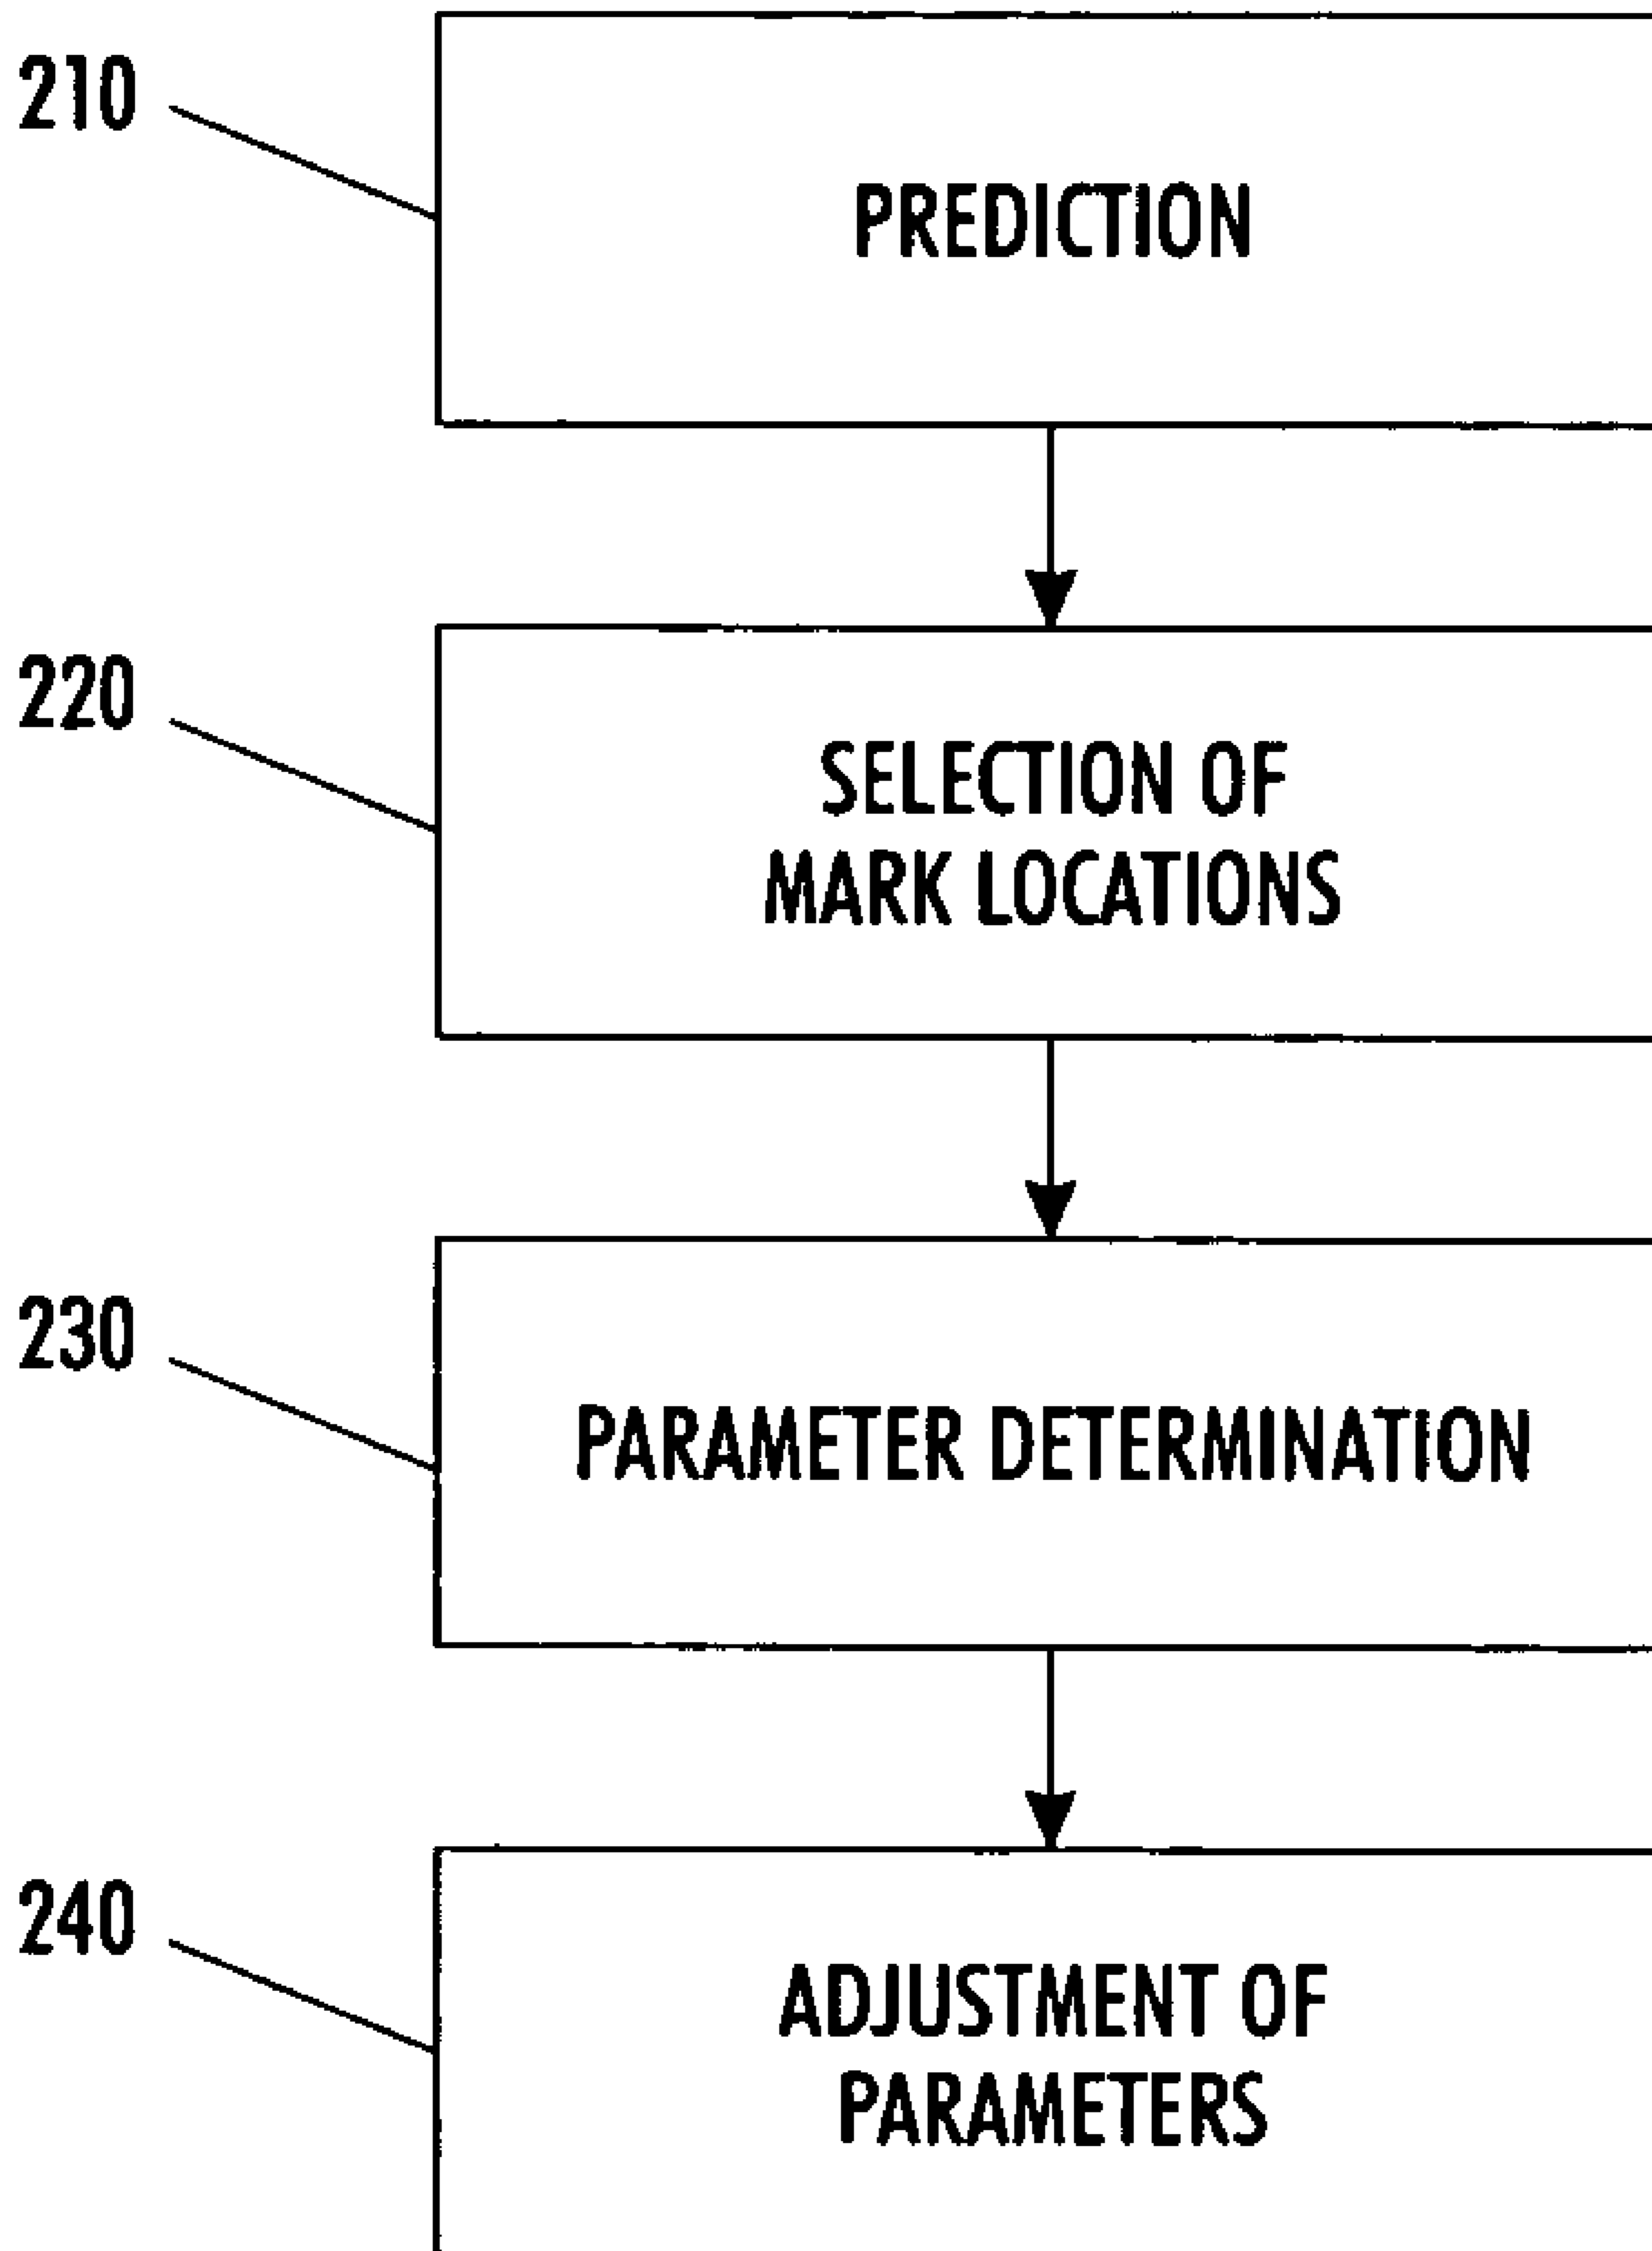 210
PREDICTION
220
SELECTION OF
MARK LOCATIONS
230
PARAMETER DETERMINATION
240
ADJUSTMENT OF
PARAMETERS